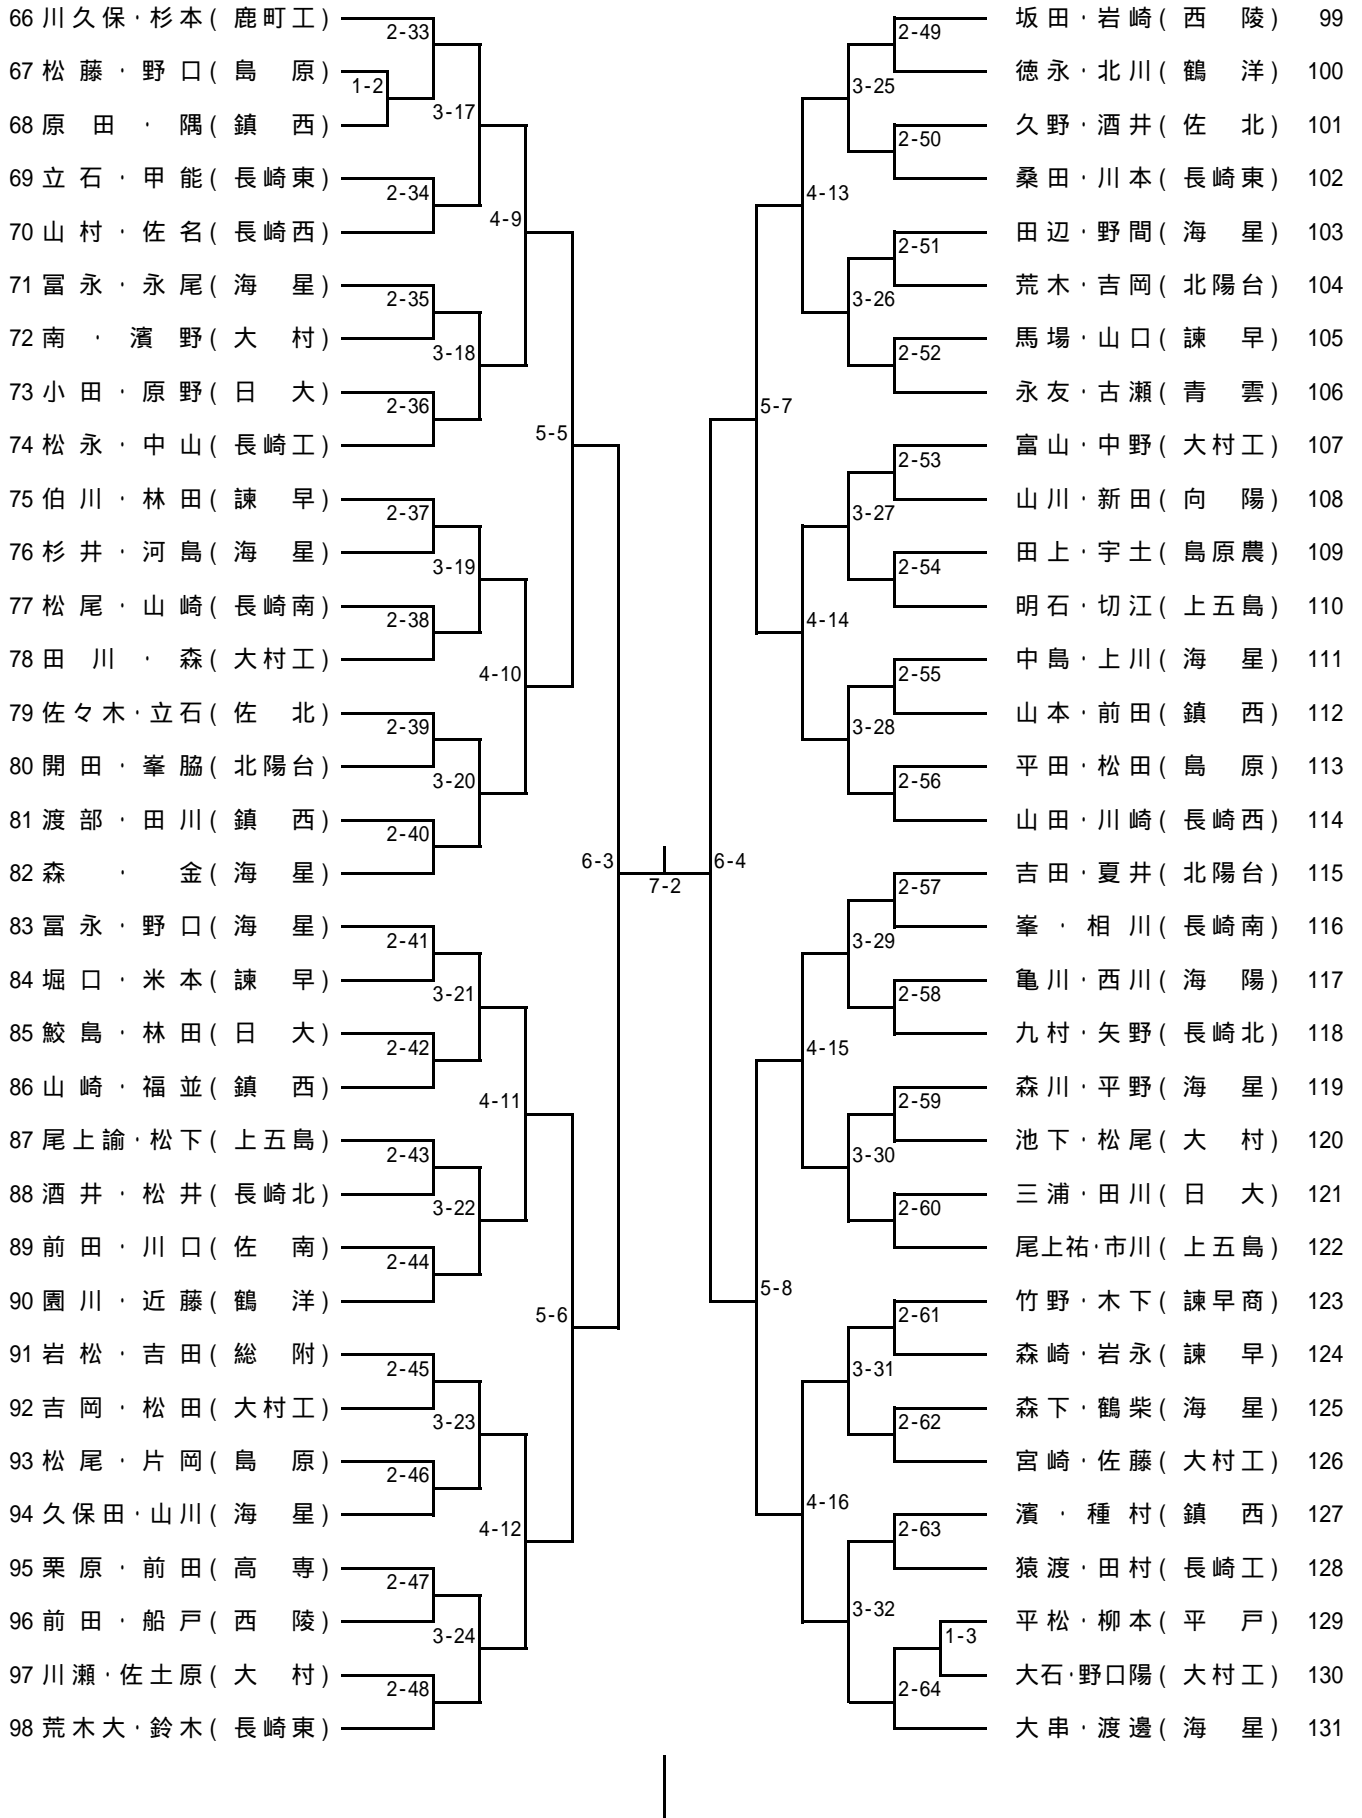 66 川久保・杉本（鹿町工）
67 松藤・野口（島原）
68 原田・隅（鎮西）
69 立石・甲能（長崎東）
70 山村・佐名（長崎西）
71 冨永・永尾（海星）
72 南・濱野（大村）
73 小田・原野（日大）
74 松永・中山（長崎工）
75 伯川・林田（諫早）
76 杉井・河島（海星）
77 松尾・山崎（長崎南）
78 田川・森（大村工）
79 佐々木・立石（佐北）
80 開田・峯脇（北陽台）
81 渡部・田川（鎮西）
82 森・金（海星）
83 冨永・野口（海星）
84 堀口・米本（諫早）
85 鮫島・林田（日大）
86 山崎・福並（鎮西）
87 尾上諭・松下（上五島）
88 酒井・松井（長崎北）
89 前田・川口（佐南）
90 園川・近藤（鶴洋）
91 岩松・吉田（総附）
92 吉岡・松田（大村工）
93 松尾・片岡（島原）
94 久保田・山川（海星）
95 栗原・前田（高専）
96 前田・船戸（西陵）
97 川瀬・佐土原（大村）
98 荒木大・鈴木（長崎東）
1-2
2-33
2-34
2-35
2-36
2-37
2-38
2-39
2-40
2-41
2-42
2-43
2-44
2-45
2-46
2-47
2-48
3-17
3-18
3-19
3-20
3-21
3-22
3-23
3-24
4-9
4-10
4-11
4-12
5-5
5-6
6-3
7-2
6-4
5-7
5-8
4-13
4-14
4-15
4-16
3-25
3-26
3-27
3-28
3-29
3-30
3-31
3-32
2-49
2-50
2-51
2-52
2-53
2-54
2-55
2-56
2-57
2-58
2-59
2-60
2-61
2-62
2-63
2-64
1-3
坂田・岩崎（西陵） 99
徳永・北川（鶴洋） 100
久野・酒井（佐北） 101
桑田・川本（長崎東） 102
田辺・野間（海星） 103
荒木・吉岡（北陽台） 104
馬場・山口（諫早） 105
永友・古瀬（青雲） 106
富山・中野（大村工） 107
山川・新田（向陽） 108
田上・宇土（島原農） 109
明石・切江（上五島） 110
中島・上川（海星） 111
山本・前田（鎮西） 112
平田・松田（島原） 113
山田・川崎（長崎西） 114
吉田・夏井（北陽台） 115
峯・相川（長崎南） 116
亀川・西川（海陽） 117
九村・矢野（長崎北） 118
森川・平野（海星） 119
池下・松尾（大村） 120
三浦・田川（日大） 121
尾上祐・市川（上五島） 122
竹野・木下（諫早商） 123
森崎・岩永（諫早） 124
森下・鶴柴（海星） 125
宮崎・佐藤（大村工） 126
濱・種村（鎮西） 127
猿渡・田村（長崎工） 128
平松・柳本（平戸） 129
大石・野口陽（大村工） 130
大串・渡邊（海星） 131